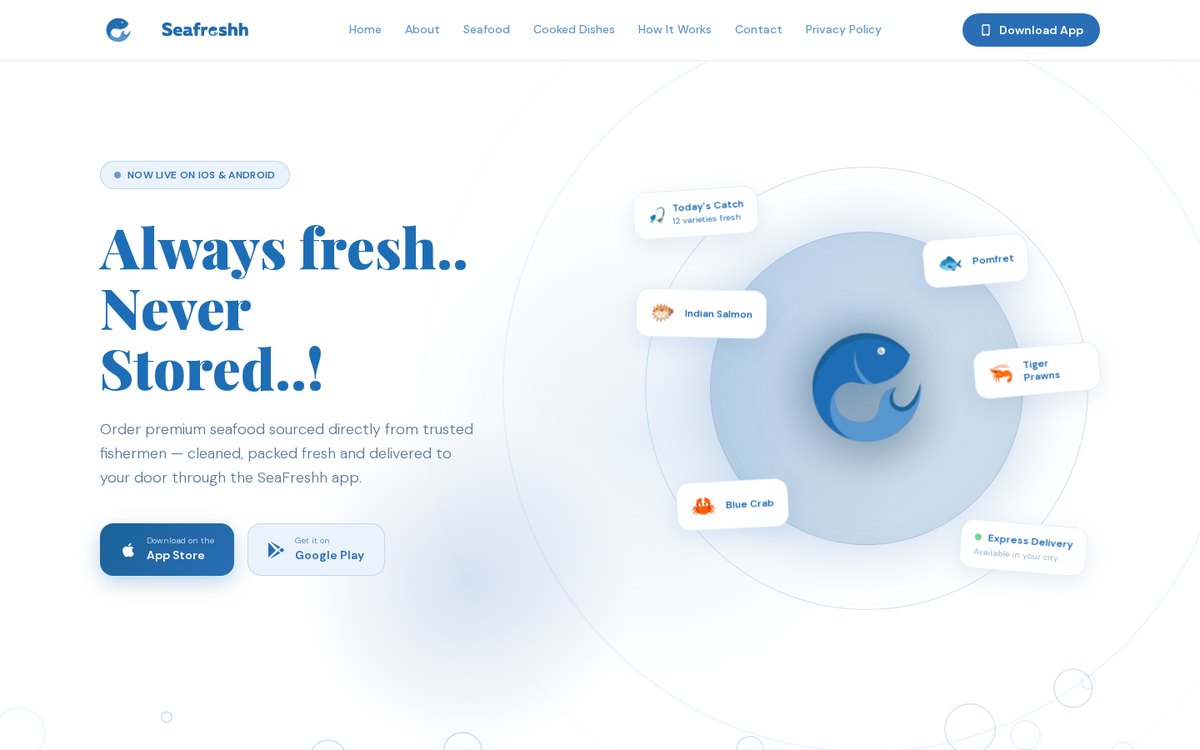 Seafreshh
Home
About
Seafood
Cooked Dishes
How It Works
Contact
Privacy Policy
Download App
NOW LIVE ON IOS & ANDROID
Always fresh..
Never
Stored..!
Order premium seafood sourced directly from trusted
fishermen — cleaned, packed fresh and delivered to
your door through the SeaFreshh app.
Download on the
App Store
Get it on
Google Play
Today's Catch
12 varieties fresh
Pomfret
Indian Salmon
Tiger
Prawns
Blue Crab
Express Delivery
Available in your city